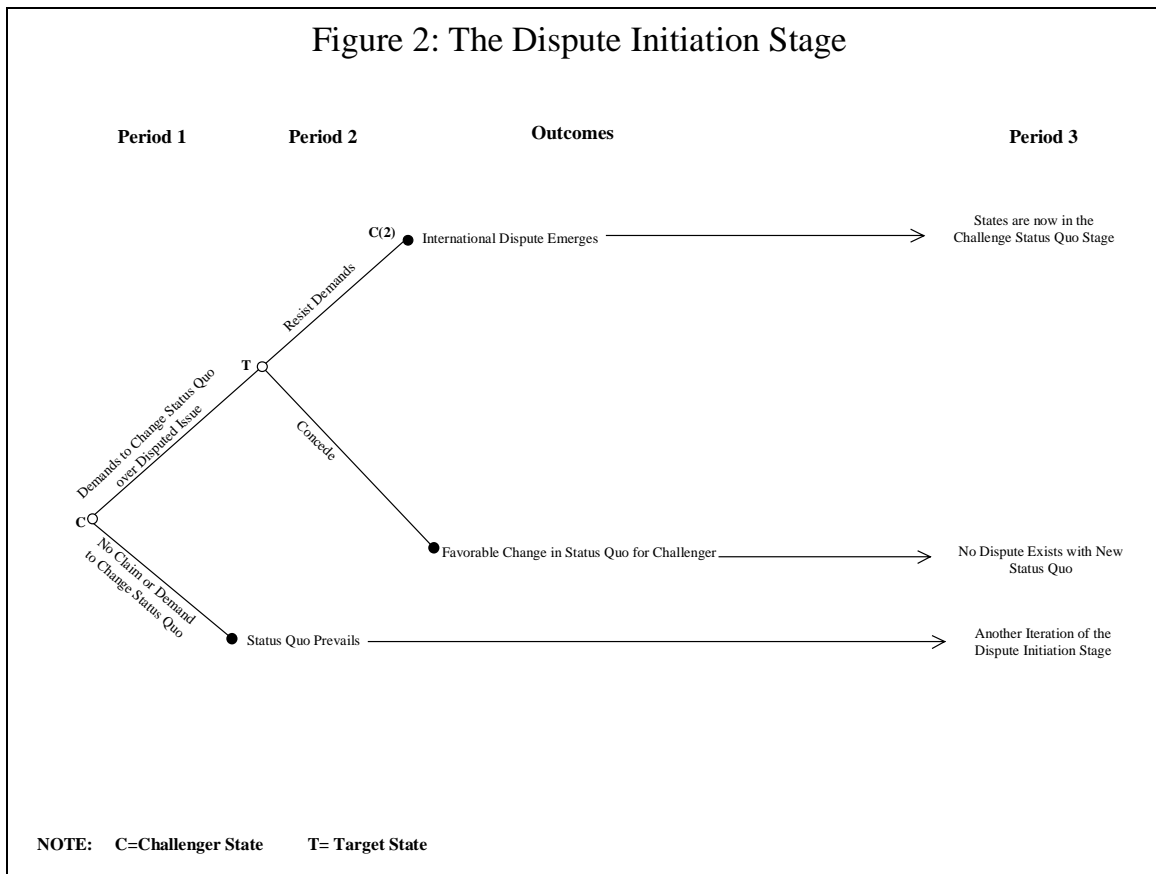 Figure 2: The Dispute Initiation Stage
Period 1
Period 2
Outcomes
Period 3
C(2)
International Dispute Emerges
States are now in the
Challenge Status Quo Stage
Resist Demands
T
Demands to Change Status Quo
over Disputed Issue
Concede
C
No Claim or Demand
to Change Status Quo
Favorable Change in Status Quo for Challenger
No Dispute Exists with New
Status Quo
Status Quo Prevails
Another Iteration of the
Dispute Initiation Stage
NOTE: C=Challenger State T= Target State